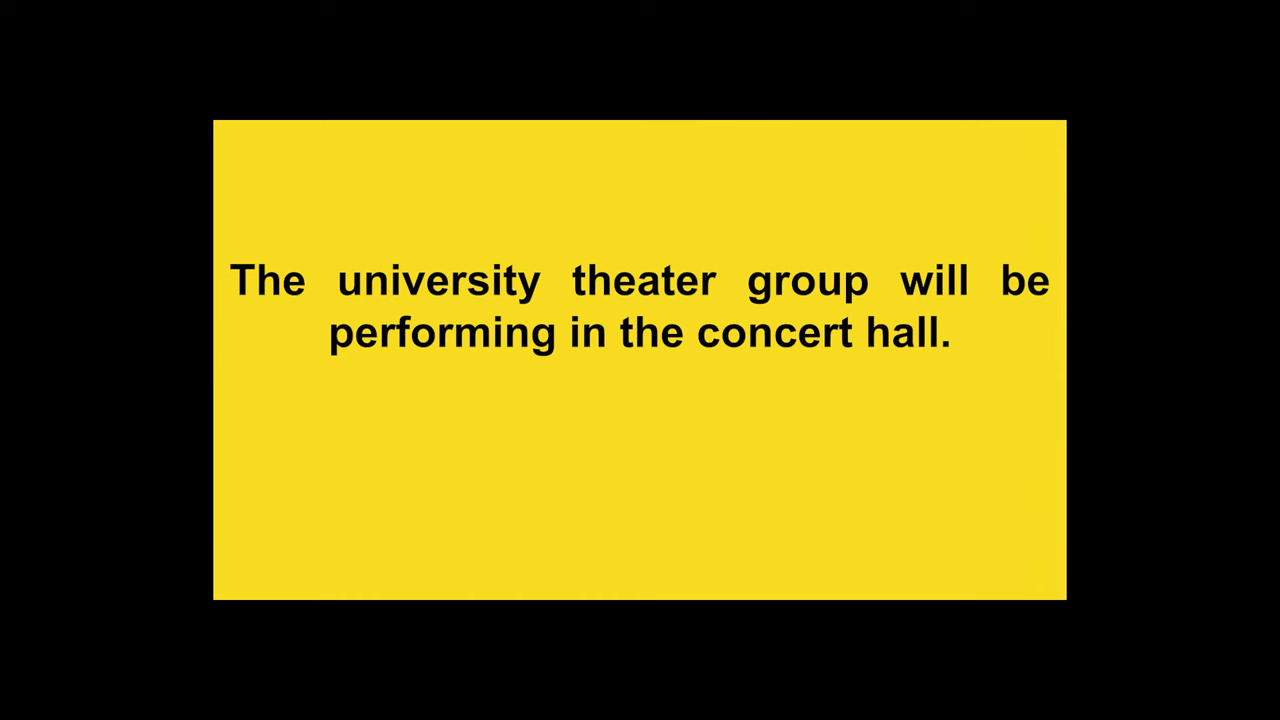 The university theater group will be
performing in the concert hall.